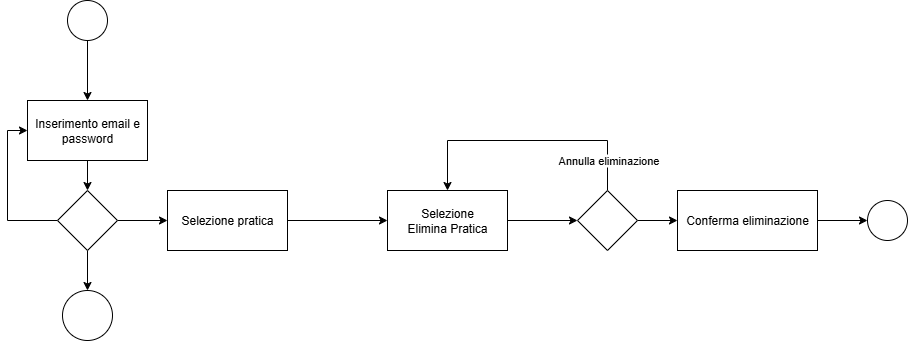 Inserimento email e
password
Annulla eliminazione
Selezione pratica
Selezione
Elimina Pratica
Conferma eliminazione